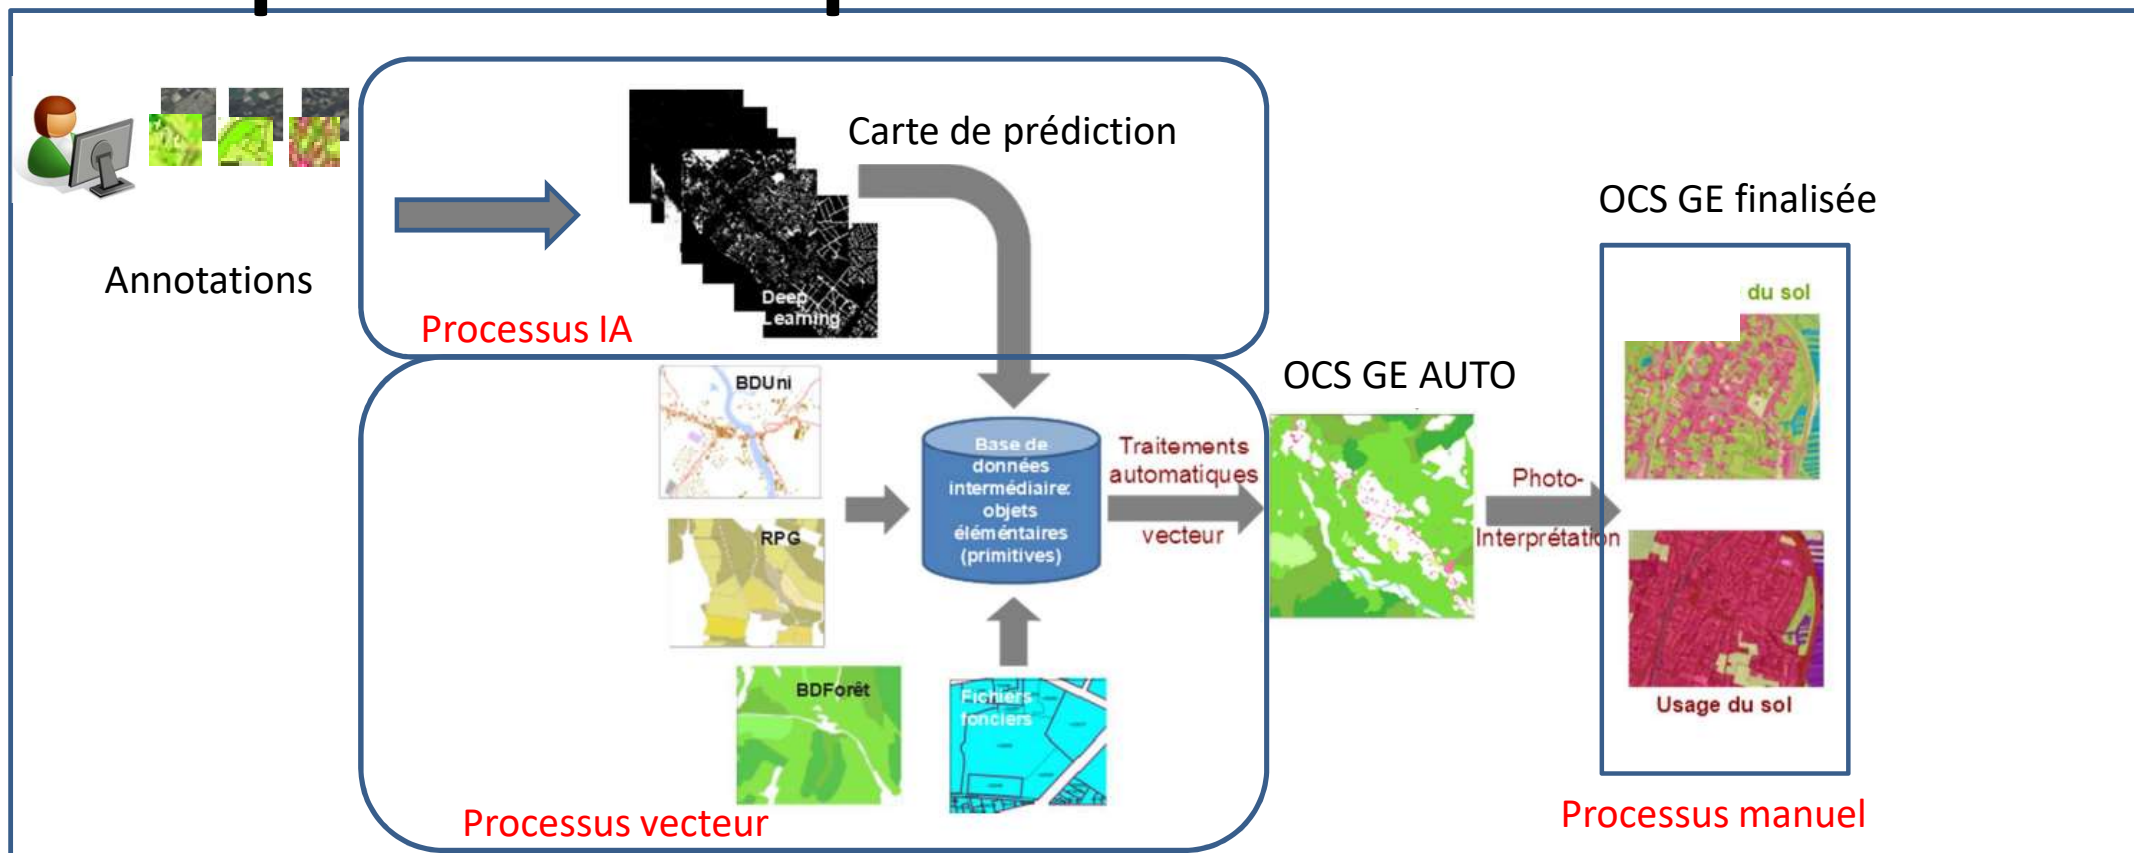 Annotations
Carte de prédiction
Deep
Learning
Processus IA
BDUni
RPG
BDForêt
Fichiers
fonciers
Base de
données
intermédiaire:
objets
éléméntaires
(primitives)
Processus vecteur
Traitements
automatiques
vecteur
OCS GE AUTO
Photo-
Interprétation
OCS GE finalisée
du sol
Usage du sol
Processus manuel